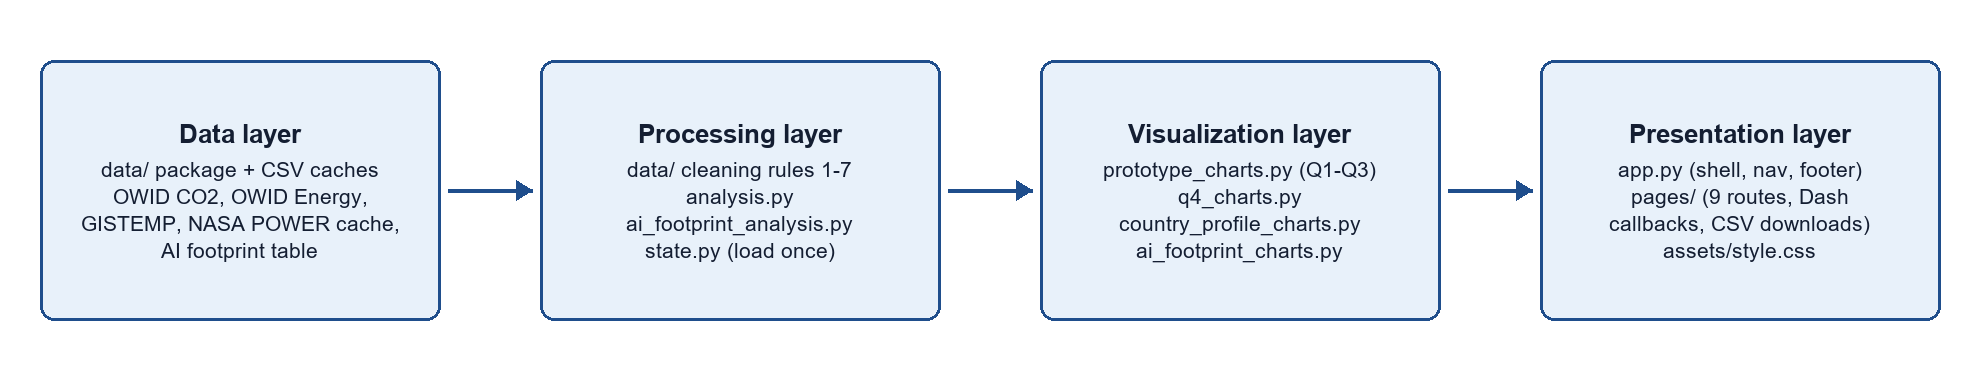 Data layer
data/ package + CSV caches
OWID CO2, OWID Energy,
GISTEMP, NASA POWER cache,
AI footprint table
Processing layer
data/ cleaning rules 1-7
analysis.py
ai_footprint_analysis.py
state.py (load once)
Visualization layer
prototype_charts.py (Q1-Q3)
q4_charts.py
country_profile_charts.py
ai_footprint_charts.py
Presentation layer
app.py (shell, nav, footer)
pages/ (9 routes, Dash
callbacks, CSV downloads)
assets/style.css